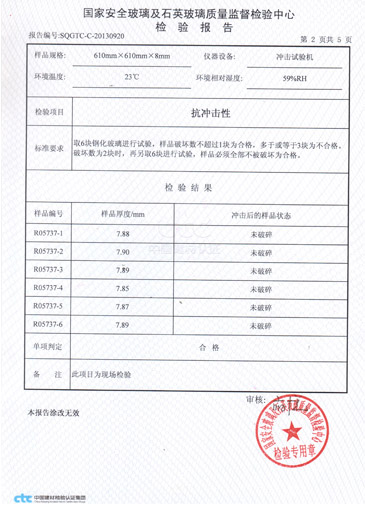 国家安全玻璃及石英玻璃质量监督检验中心
检 验 报 告
报告编号:SQGTC-C-20130920
第 2 页 共 5 页
样品规格: 610mm×610mm×8mm 仪器设备: 冲击试验机
环境温度: 23℃ 环境相对湿度: 59%RH
检验项目 抗冲击性
标准要求 取6块钢化玻璃进行试验,样品破坏数不超过1块为合格,多于或等于3块为不合格。
破坏数为2块时,再另取6块进行试验,样品必须全部不被破坏为合格。
检 验 结 果
样品编号 样品厚度/mm 冲击后的样品状态
R05737-1 7.88 未破碎
R05737-2 7.90 未破碎
R05737-3 7.89 未破碎
R05737-4 7.85 未破碎
R05737-5 7.87 未破碎
R05737-6 7.89 未破碎
单项判定 合 格
备 注 此项目为现场检验
审核:
本报告涂改无效
国家安全玻璃及石英玻璃质量监督检验中心
检验专用章
ctc 中国建材检验认证集团